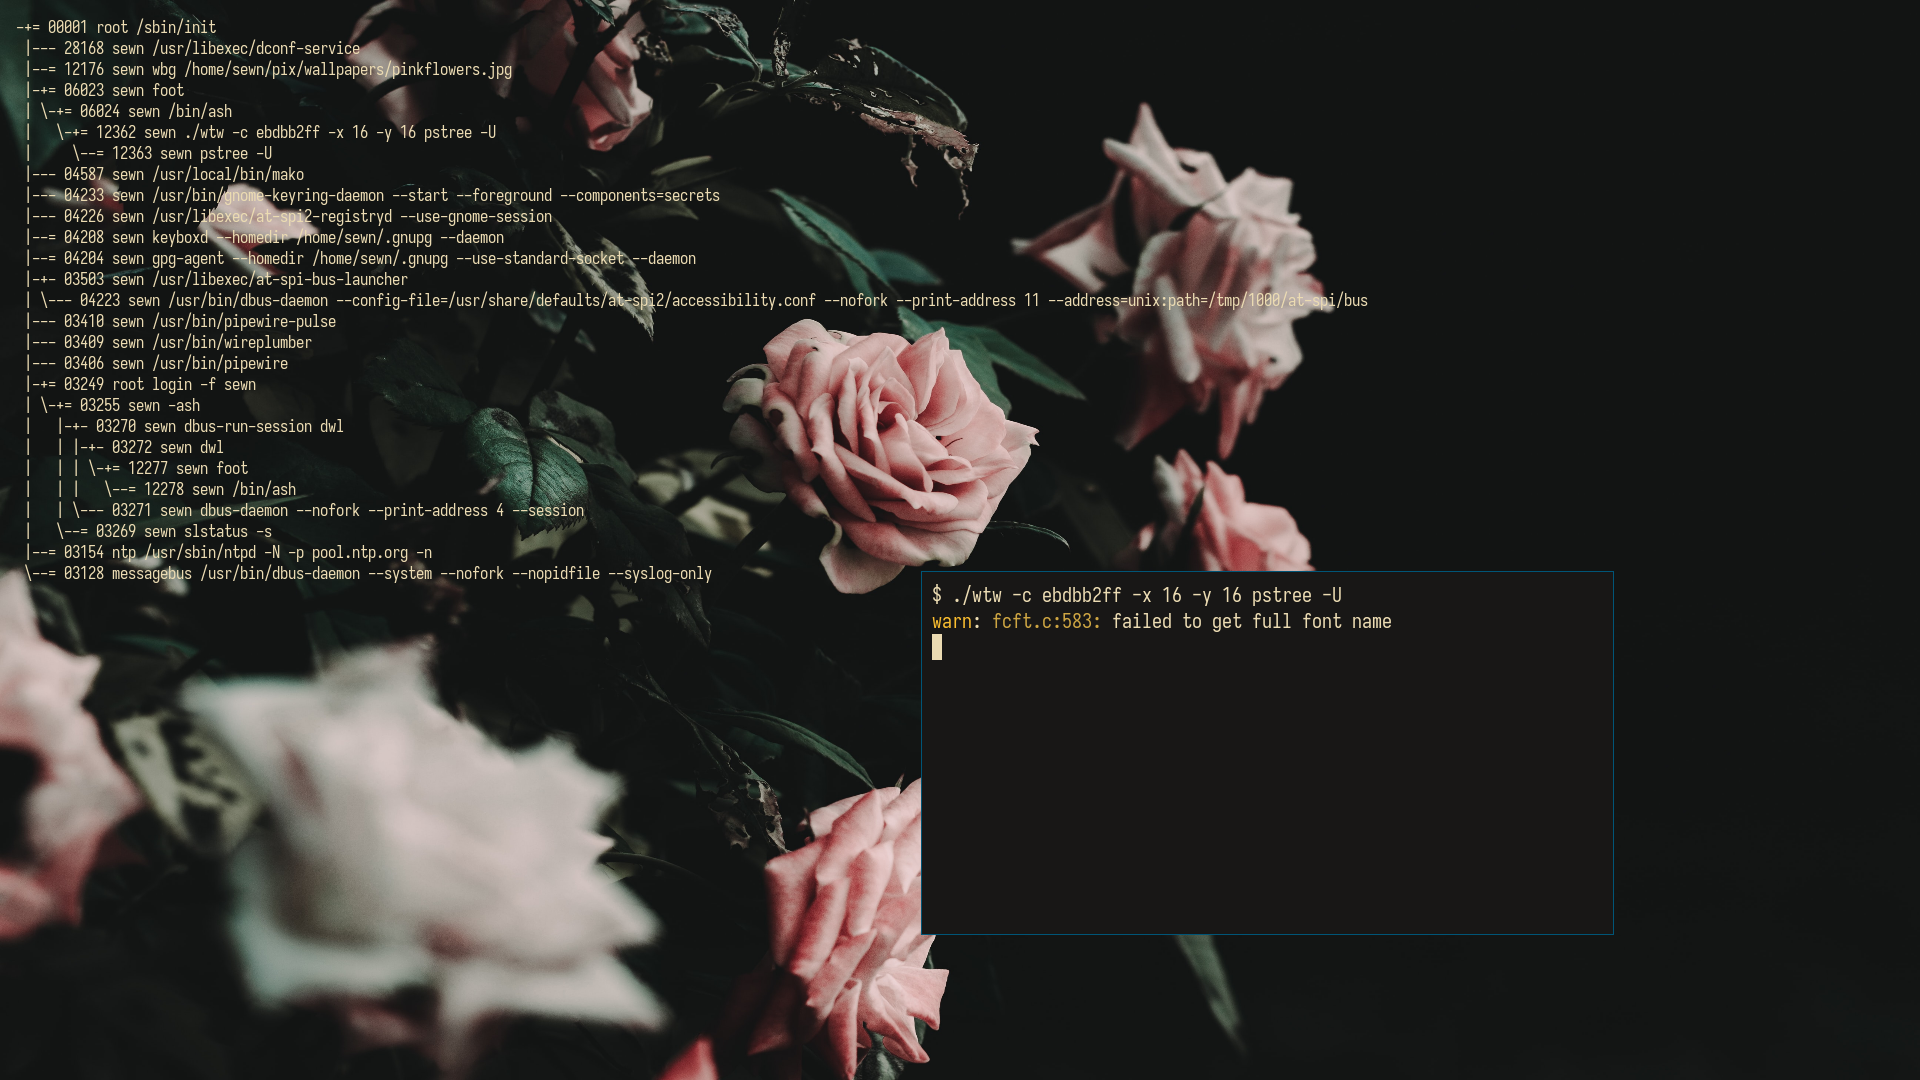 -+= 00001 root /sbin/init
 |--- 28168 sewn /usr/libexec/dconf-service
 |--= 12176 sewn wbg /home/sewn/pix/wallpapers/pinkflowers.jpg
 |-+= 06023 sewn foot
 | \-+= 06024 sewn /bin/ash
 |   \-+= 12362 sewn ./wtw -c ebdbb2ff -x 16 -y 16 pstree -U
 |     \--= 12363 sewn pstree -U
 |--- 04587 sewn /usr/local/bin/mako
 |--- 04233 sewn /usr/bin/gnome-keyring-daemon --start --foreground --components=secrets
 |--- 04226 sewn /usr/libexec/at-spi2-registryd --use-gnome-session
 |--= 04208 sewn keyboxd --homedir /home/sewn/.gnupg --daemon
 |--= 04204 sewn gpg-agent --homedir /home/sewn/.gnupg --use-standard-socket --daemon
 |-+- 03503 sewn /usr/libexec/at-spi-bus-launcher
 | \--- 04223 sewn /usr/bin/dbus-daemon --config-file=/usr/share/defaults/at-spi2/accessibility.conf --nofork --print-address 11 --address=unix:path=/tmp/1000/at-spi/bus
 |--- 03410 sewn /usr/bin/pipewire-pulse
 |--- 03409 sewn /usr/bin/wireplumber
 |--- 03406 sewn /usr/bin/pipewire
 |-+= 03249 root login -f sewn
 | \-+= 03255 sewn -ash
 |   |-+- 03270 sewn dbus-run-session dwl
 |   | |-+- 03272 sewn dwl
 |   | | \-+= 12277 sewn foot
 |   | |   \--= 12278 sewn /bin/ash
 |   | \--- 03271 sewn dbus-daemon --nofork --print-address 4 --session
 |   \--= 03269 sewn slstatus -s
 |--= 03154 ntp /usr/sbin/ntpd -N -p pool.ntp.org -n
 \--= 03128 messagebus /usr/bin/dbus-daemon --system --nofork --nopidfile --syslog-only
$ ./wtw -c ebdbb2ff -x 16 -y 16 pstree -U
warn: fcft.c:583: failed to get full font name